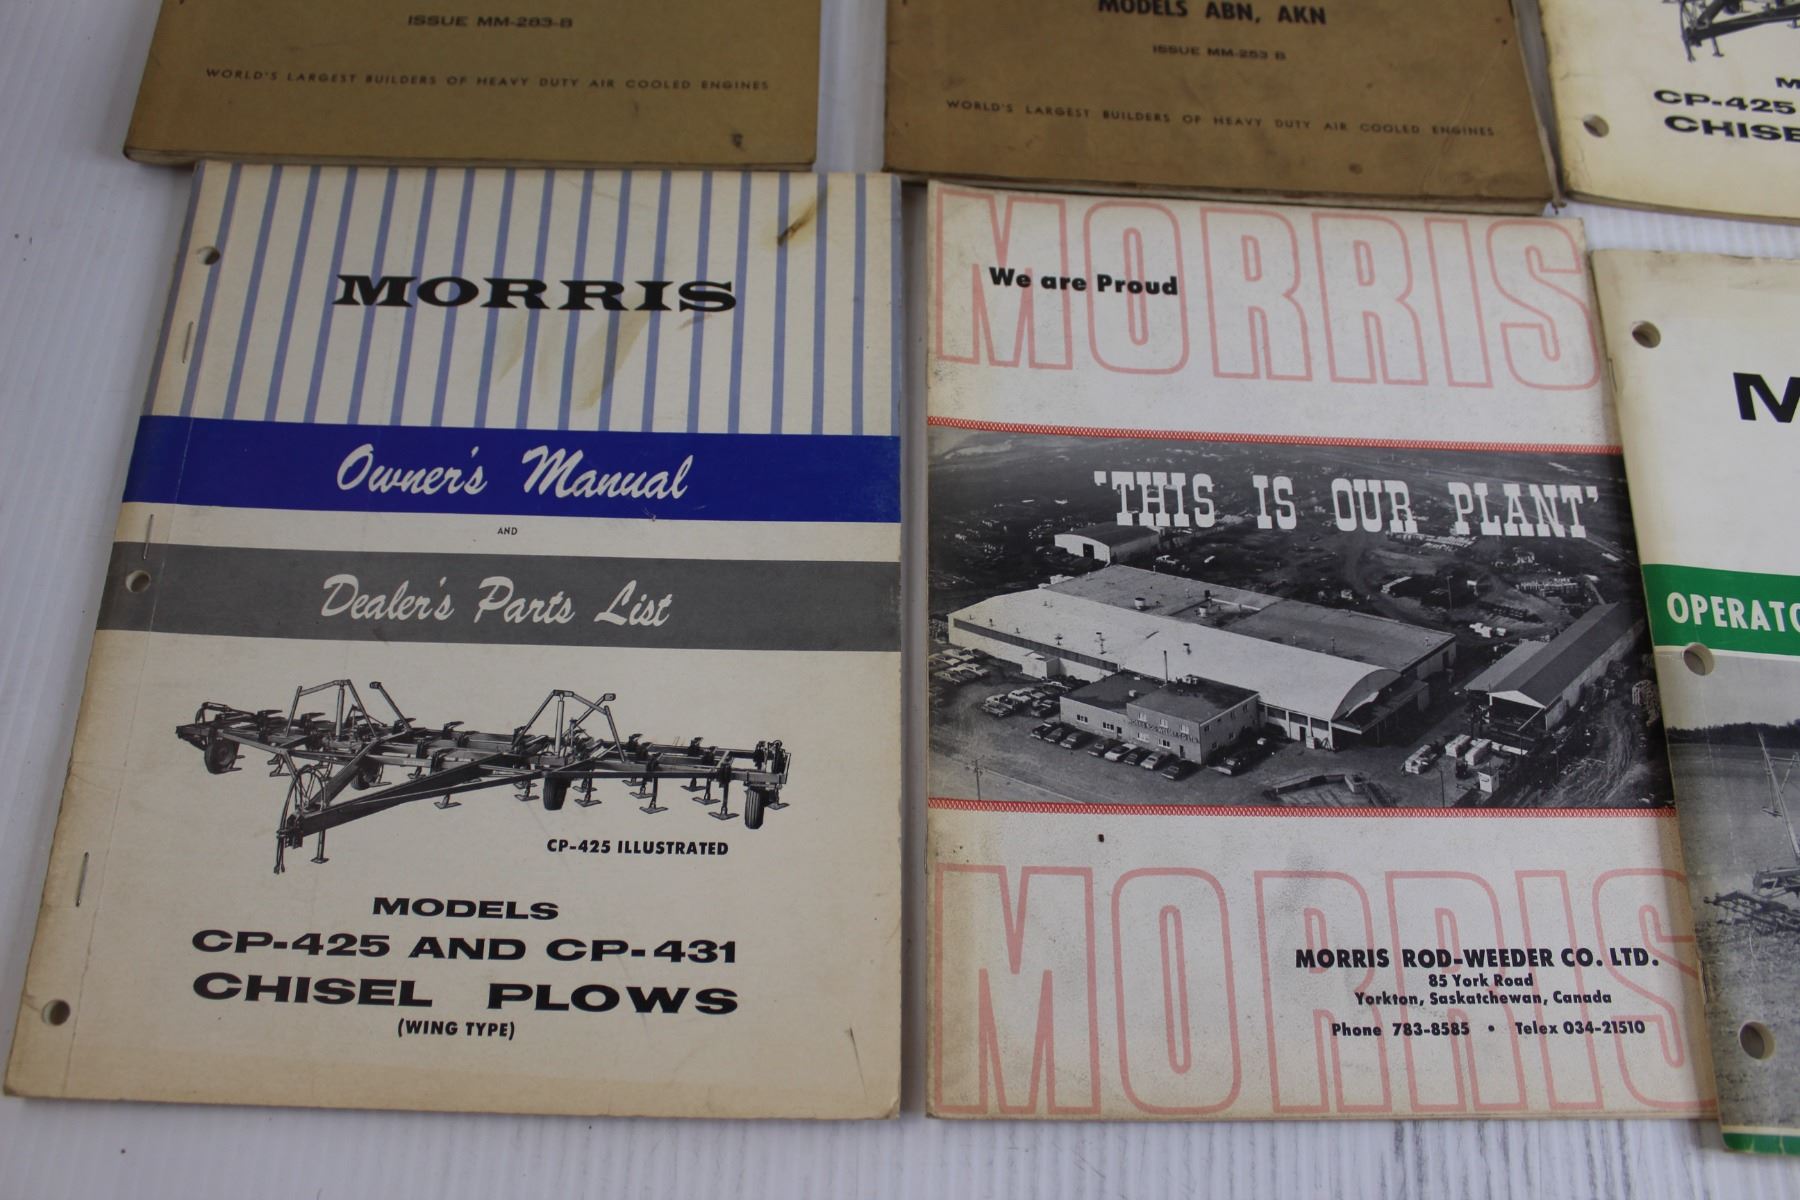 ISSUE MM-283-B
WORLD'S LARGEST BUILDERS OF HEAVY DUTY AIR COOLED ENGINES
MODELS ABN, AKN
ISSUE MM-253 B
WORLD'S LARGEST BUILDERS OF HEAVY DUTY AIR COOLED ENGINES
M
CP-425
CHISE
MORRIS
Owner's Manual
AND
Dealer's Parts List
CP-425 ILLUSTRATED
MODELS
CP-425 AND CP-431
CHISEL PLOWS
(WING TYPE)
MORRIS
We are Proud
"THIS IS OUR PLANT"
MORRIS
MORRIS ROD-WEEDER CO. LTD.
85 York Road
Yorkton, Saskatchewan, Canada
Phone 783-8585 • Telex 034-21510
M
OPERATO